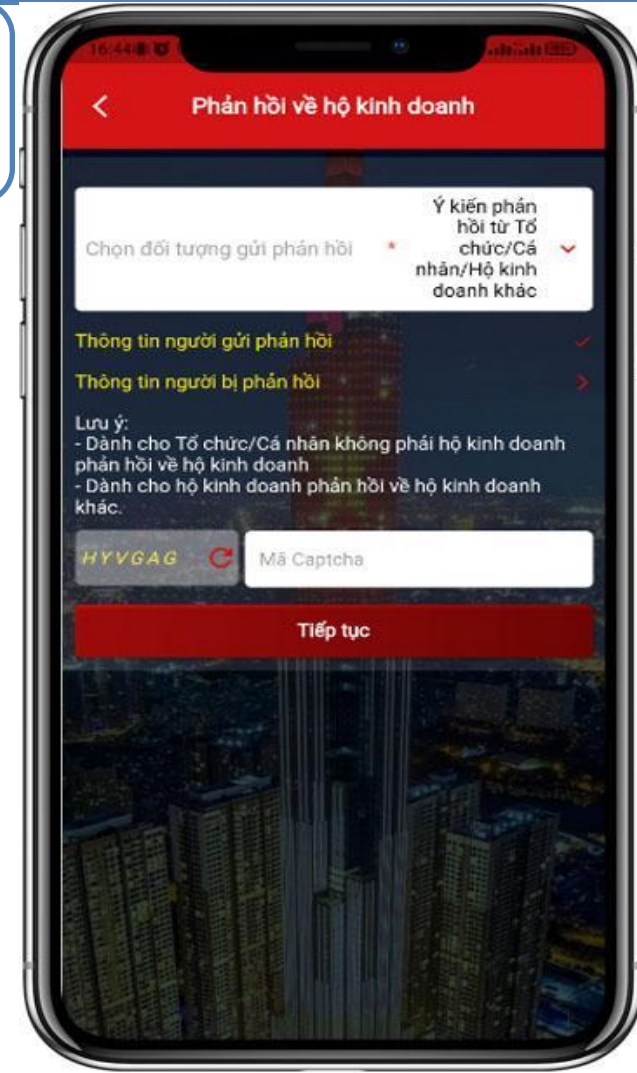 16:44
Phản hồi về hộ kinh doanh
Chọn đối tượng gửi phản hồi *
Ý kiến phản
hồi từ Tổ
chức/Cá
nhân/Hộ kinh
doanh khác
Thông tin người gửi phản hồi
Thông tin người bị phản hồi
Lưu ý:
- Dành cho Tổ chức/Cá nhân không phải hộ kinh doanh
phản hồi về hộ kinh doanh
- Dành cho hộ kinh doanh phản hồi về hộ kinh doanh
khác.
HYVGAG
Mã Captcha
Tiếp tục